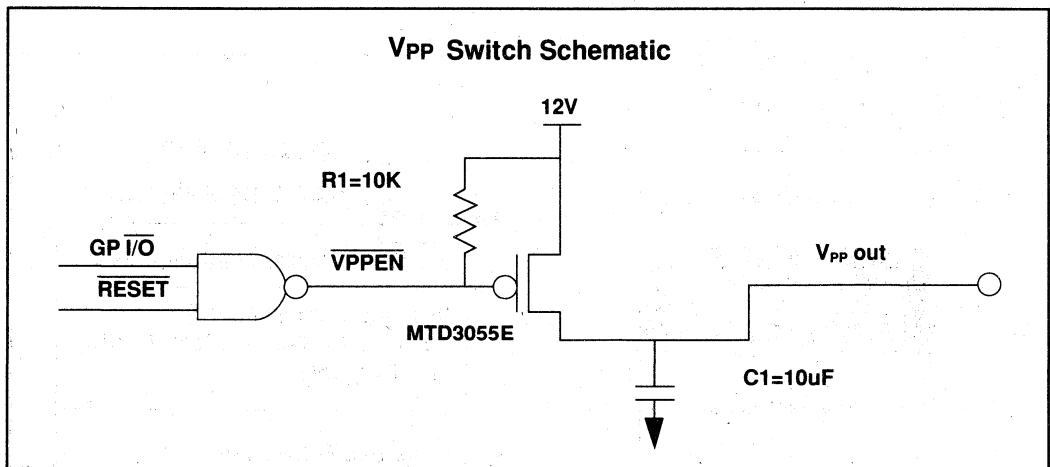 VPP Switch Schematic
12V
R1=10K
GP I/O
VPPEN
VPP out
RESET
MTD3055E
C1=10uF